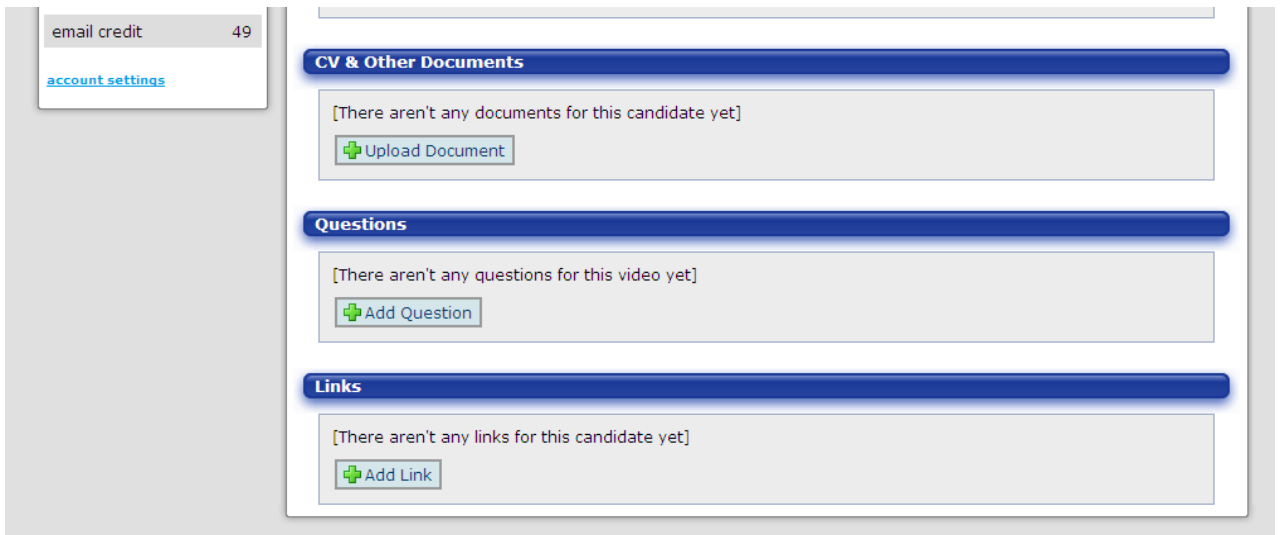 email credit 49
account settings
CV & Other Documents
[There aren't any documents for this candidate yet]
Upload Document
Questions
[There aren't any questions for this video yet]
Add Question
Links
[There aren't any links for this candidate yet]
Add Link